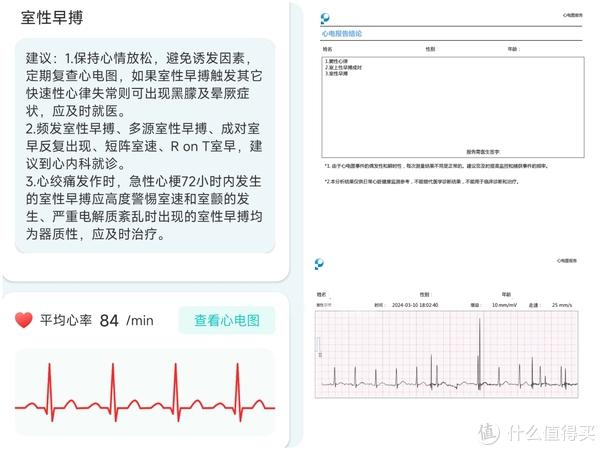 室性早搏
建议：1.保持心情放松，避免诱发因素，
定期复查心电图，如果室性早搏触发其它
快速性心律失常则可出现黑朦及晕厥症
状，应及时就医。
2.频发室性早搏、多源室性早搏、成对室
早反复出现、短阵室速、R on T室早，建
议到心内科就诊。
3.心绞痛发作时，急性心梗72小时内发生
的室性早搏应高度警惕室速和室颤的发
生、严重电解质紊乱时出现的室性早搏均
为器质性，应及时治疗。
平均心率 84 /min
查看心电图
心电图报告
心电报告结论
姓名 性别： 年龄：
1.窦性心律
2.室上性早搏成对
3.室性早搏
报告需医生签字:
*1. 由于心电图事件的偶发性和瞬时性，每次测量结果不同是正常的。建议您及时提高监控和捕获事件的频率。
*2.本分析结果仅供日常心脏健康监测参考，不能替代医学诊断结果，不能用于临床诊断和治疗。
心电图报告
姓名 性别： 年龄
时间： 2024-03-10 18:02:40 增益： 10 mm/mV 走速： 25 mm/s
值 什么值得买